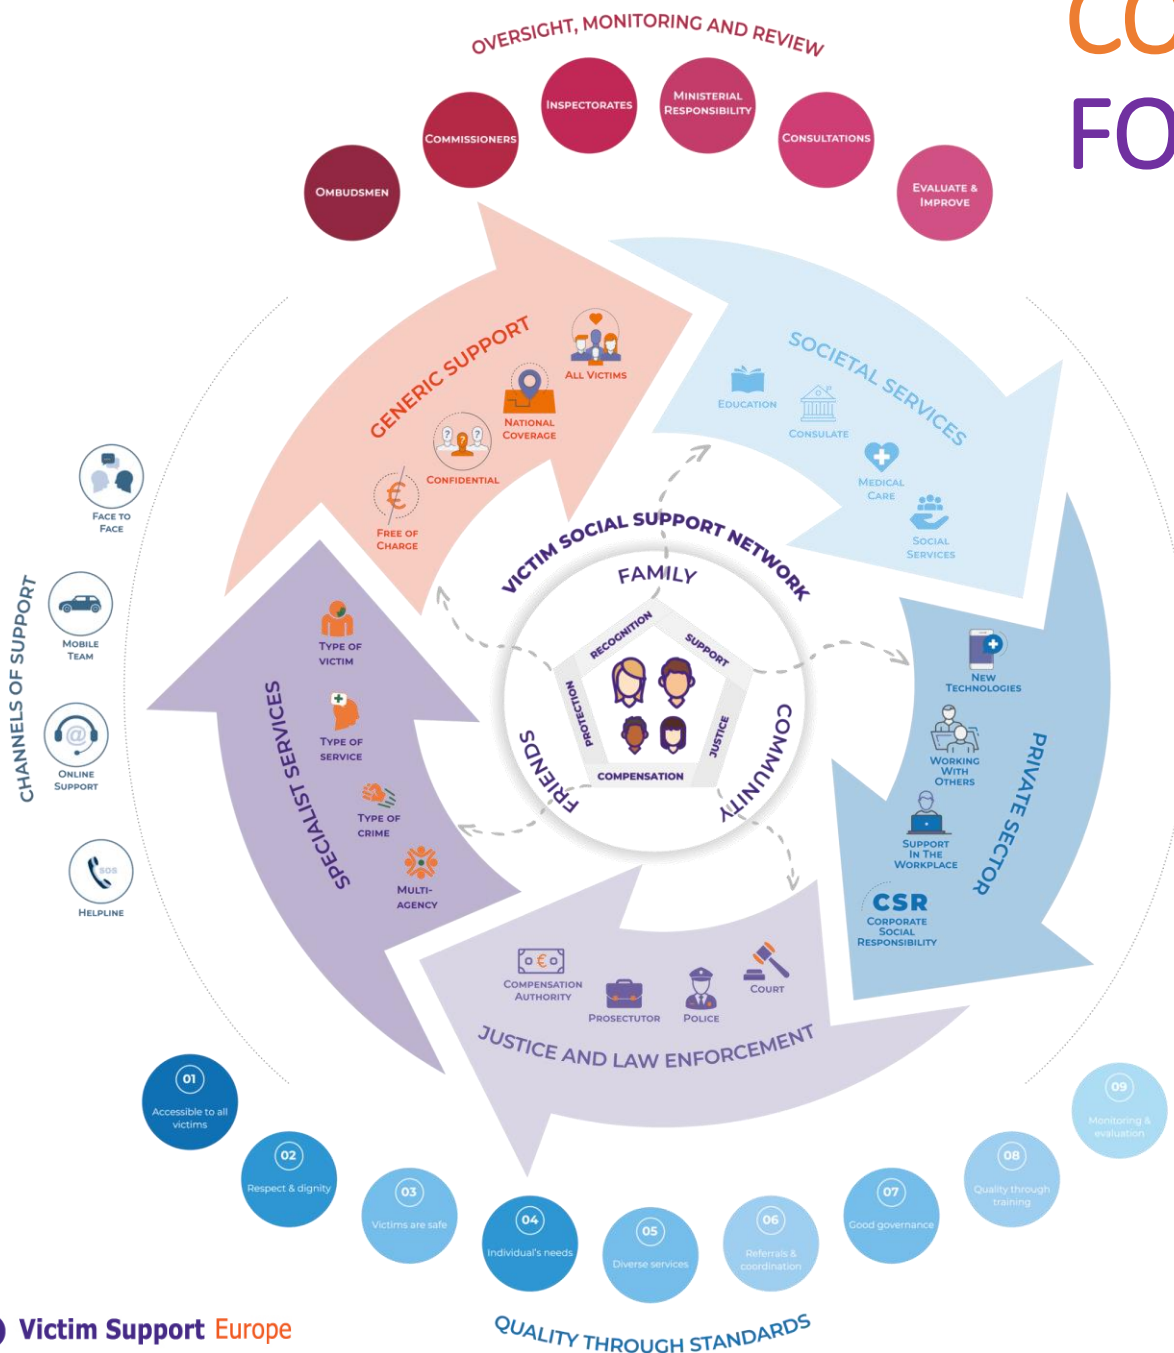 CO
FO
OVERSIGHT, MONITORING AND REVIEW
OMBUDSMEN
COMMISSIONERS
INSPECTORATES
MINISTERIAL
RESPONSIBILITY
CONSULTATIONS
EVALUATE &
IMPROVE
GENERIC SUPPORT
ALL VICTIMS
NATIONAL
COVERAGE
CONFIDENTIAL
FREE OF
CHARGE
SOCIETAL SERVICES
EDUCATION
CONSULATE
MEDICAL
CARE
SOCIAL
SERVICES
CHANNELS OF SUPPORT
FACE TO
FACE
MOBILE
TEAM
ONLINE
SUPPORT
SOS
HELPLINE
VICTIM SOCIAL SUPPORT NETWORK
FAMILY
FRIENDS
COMMUNITY
RECOGNITION
SUPPORT
PROTECTION
JUSTICE
COMPENSATION
SPECIALIST SERVICES
TYPE OF
VICTIM
TYPE OF
SERVICE
TYPE OF
CRIME
MULTI-
AGENCY
PRIVATE SECTOR
NEW
TECHNOLOGIES
WORKING
WITH
OTHERS
SUPPORT
IN THE
WORKPLACE
CSR
CORPORATE
SOCIAL
RESPONSIBILITY
COMPENSATION
AUTHORITY
PROSECTUTOR
POLICE
COURT
JUSTICE AND LAW ENFORCEMENT
01
Accessible to all
victims
02
Respect & dignity
03
Victims are safe
04
Individual's needs
05
Diverse services
06
Referrals &
coordination
07
Good governance
08
Quality through
training
09
Monitoring &
evaluation
QUALITY THROUGH STANDARDS
Victim Support Europe